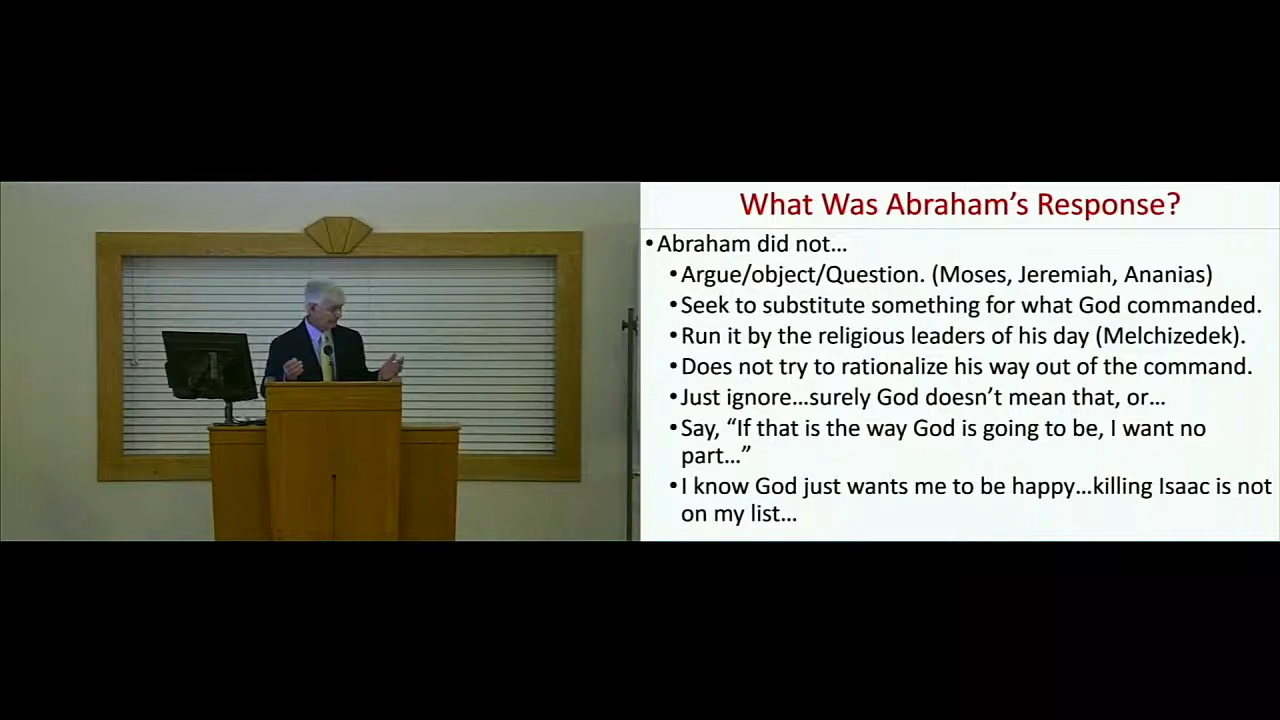 What Was Abraham's Response?
•Abraham did not…
•Argue/object/Question. (Moses, Jeremiah, Ananias)
•Seek to substitute something for what God commanded.
•Run it by the religious leaders of his day (Melchizedek).
•Does not try to rationalize his way out of the command.
•Just ignore…surely God doesn't mean that, or…
•Say, "If that is the way God is going to be, I want no
part…"
•I know God just wants me to be happy…killing Isaac is not
on my list…